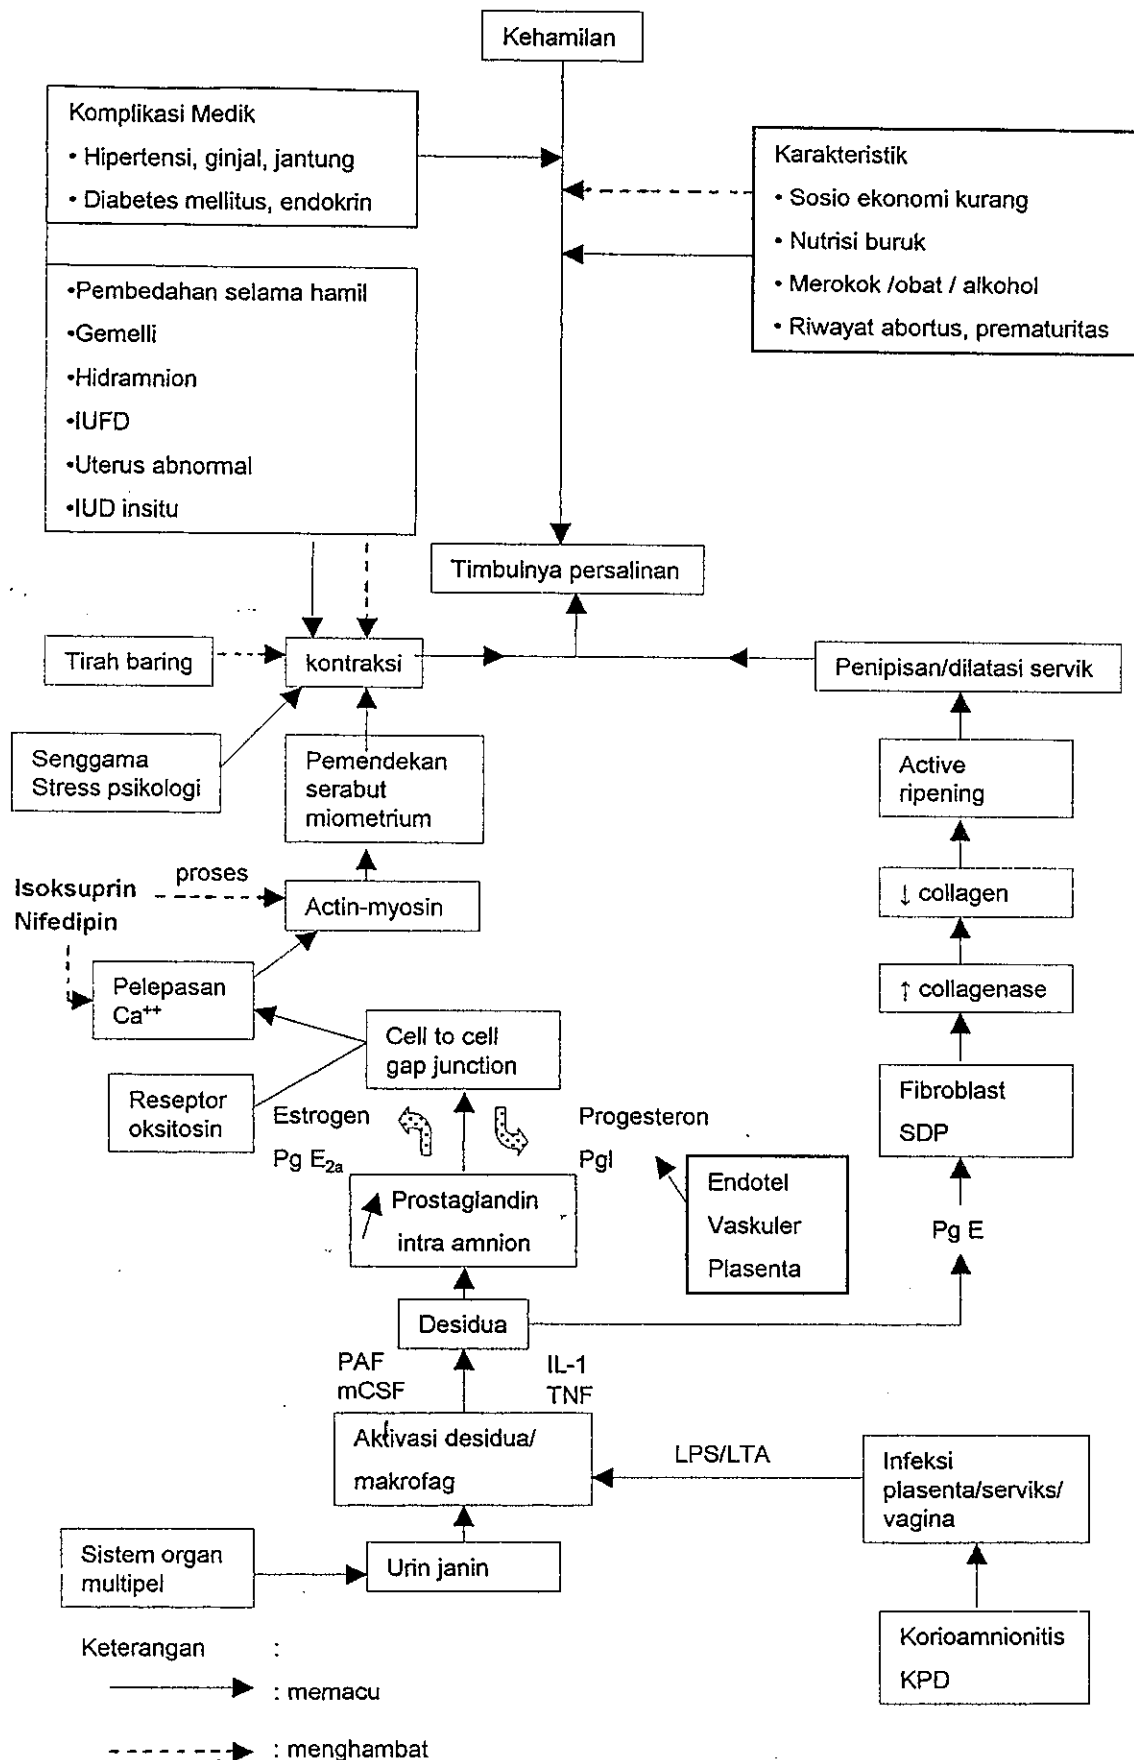 Kehamilan
Komplikasi Medik
• Hipertensi, ginjal, jantung
• Diabetes mellitus, endokrin
Karakteristik
• Sosio ekonomi kurang
• Nutrisi buruk
• Merokok /obat / alkohol
• Riwayat abortus, prematuritas
•Pembedahan selama hamil
•Gemelli
•Hidramnion
•IUFD
•Uterus abnormal
•IUD insitu
Timbulnya persalinan
Tirah baring
kontraksi
Penipisan/dilatasi servik
Senggama
Stress psikologi
Pemendekan
serabut
miometrium
Active
ripening
proses
Isoksuprin
Nifedipin
Actin-myosin
↓ collagen
Pelepasan
Ca⁺⁺
↑ collagenase
Cell to cell
gap junction
Reseptor
oksitosin
Fibroblast
SDP
Estrogen
Pg E₂ₐ
Progesteron
PgI
Prostaglandin
intra amnion
Endotel
Vaskuler
Plasenta
Pg E
Desidua
PAF
mCSF
IL-1
TNF
Aktivasi desidua/
makrofag
LPS/LTA
Infeksi
plasenta/serviks/
vagina
Sistem organ
multipel
Urin janin
Korioamnionitis
KPD
Keterangan :
: memacu
: menghambat